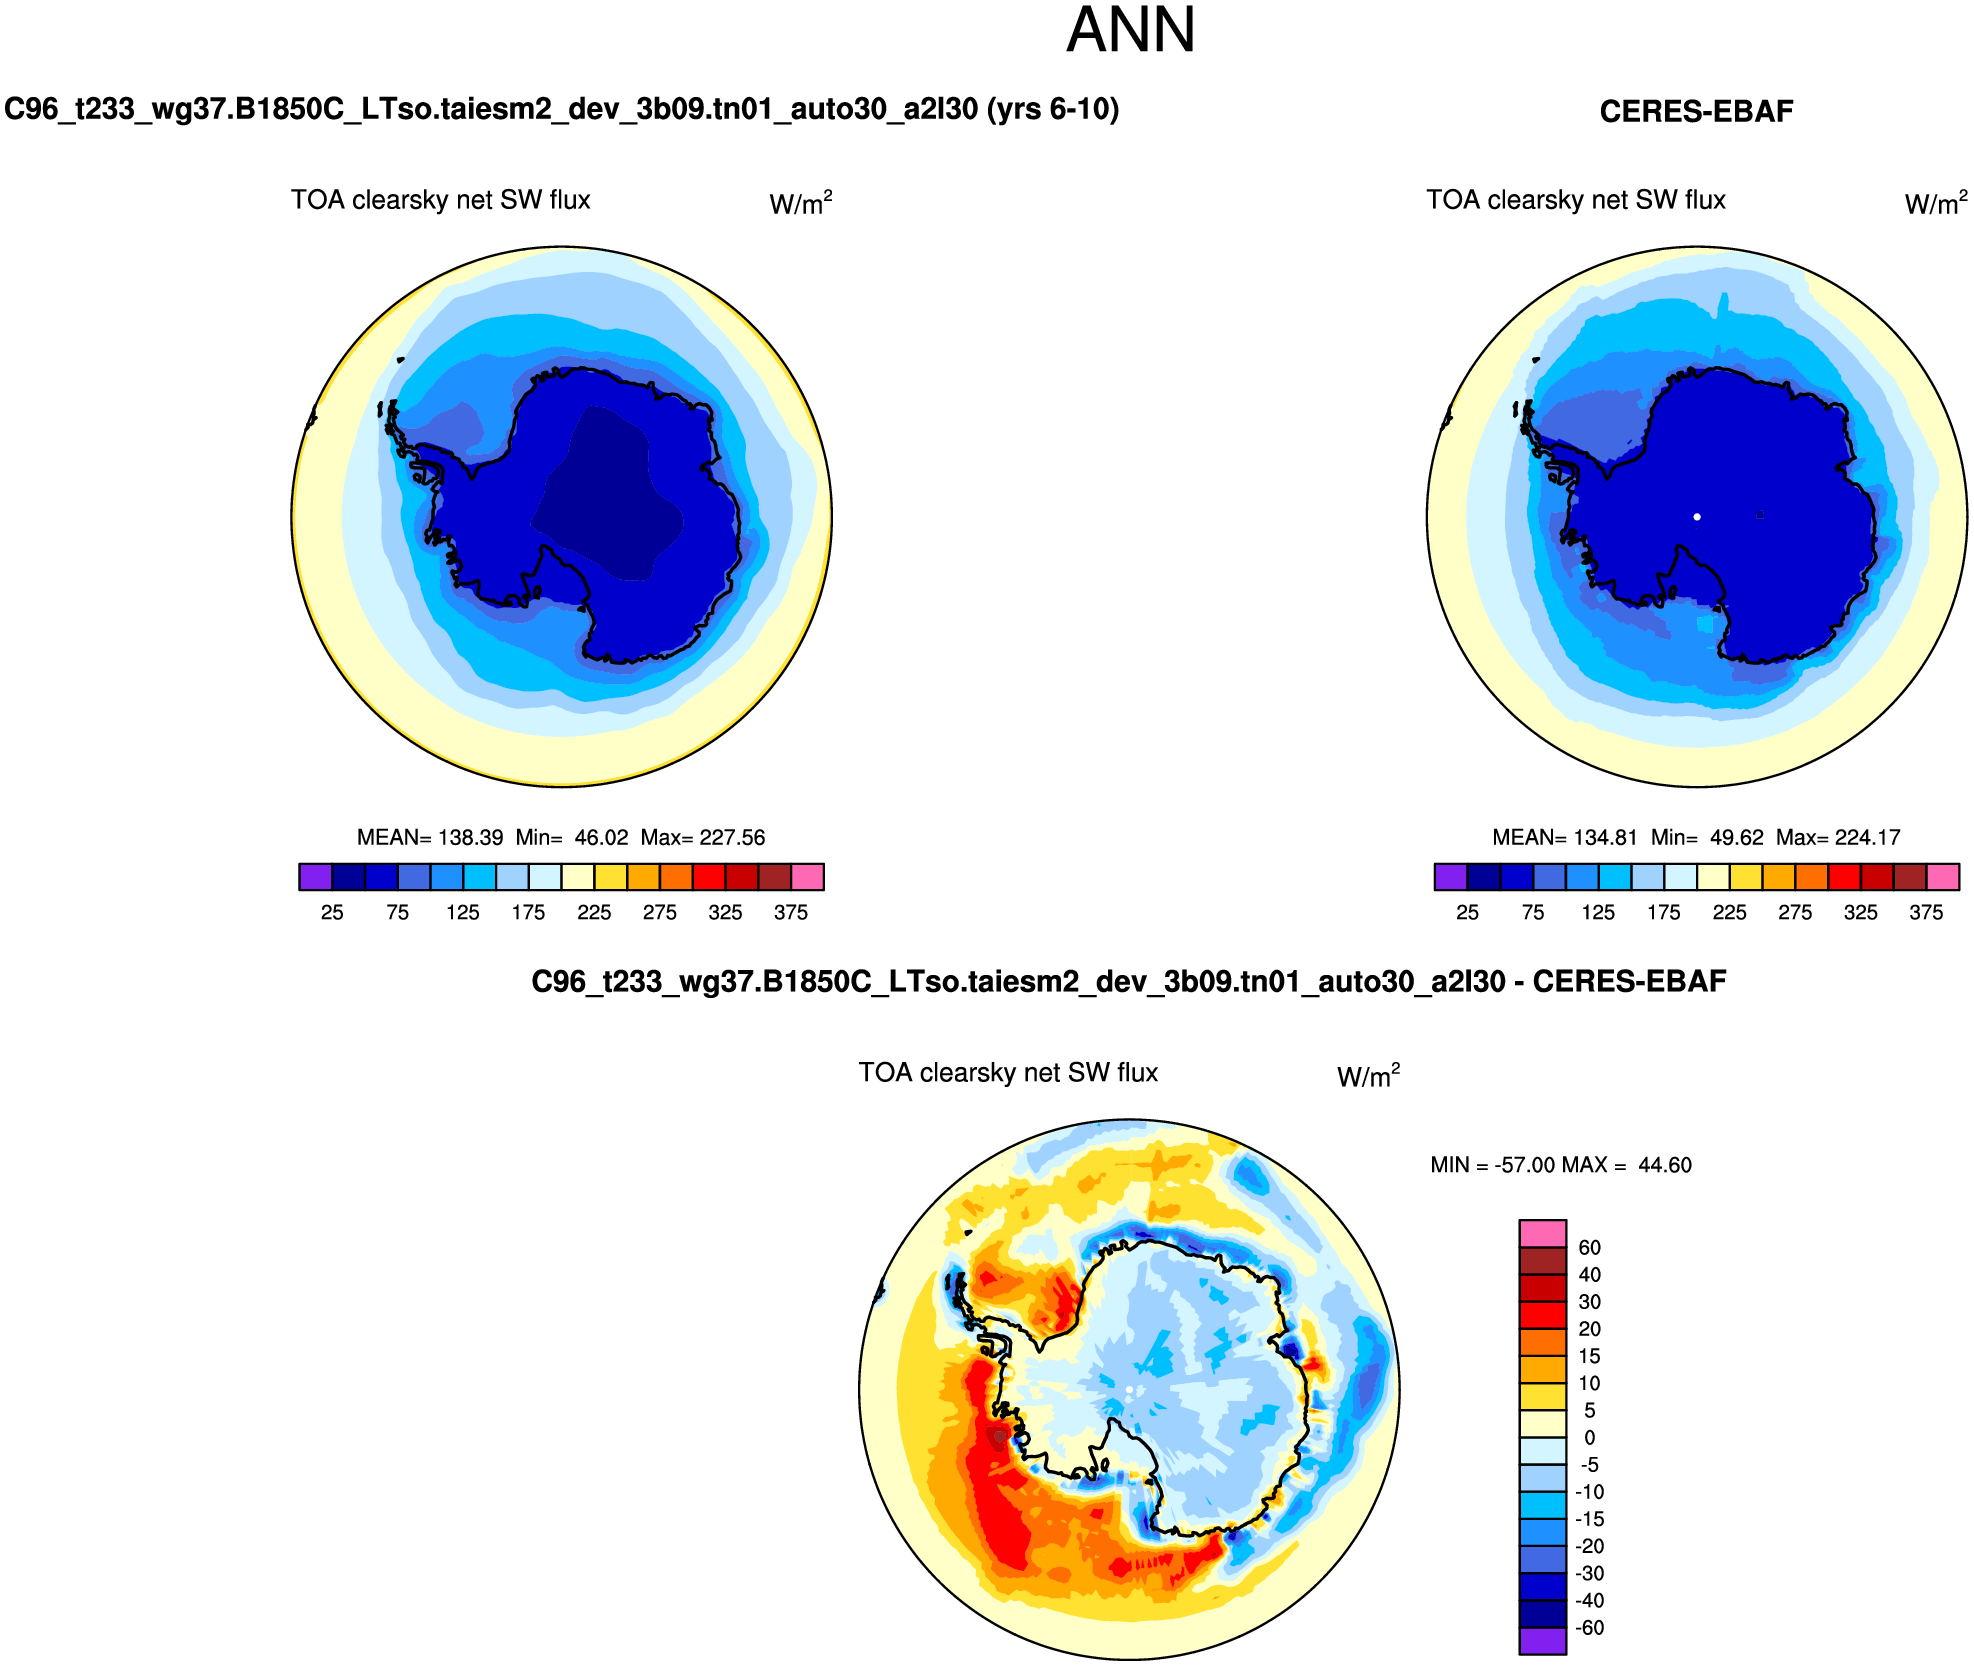 ANN
C96_t233_wg37.B1850C_LTso.taiesm2_dev_3b09.tn01_auto30_a2l30 (yrs 6-10)
CERES-EBAF
TOA clearsky net SW flux W/m²
TOA clearsky net SW flux W/m²
MEAN= 138.39 Min= 46.02 Max= 227.56
MEAN= 134.81 Min= 49.62 Max= 224.17
25 75 125 175 225 275 325 375
25 75 125 175 225 275 325 375
C96_t233_wg37.B1850C_LTso.taiesm2_dev_3b09.tn01_auto30_a2l30 - CERES-EBAF
TOA clearsky net SW flux W/m²
MIN = -57.00 MAX = 44.60
60
40
30
20
15
10
5
0
-5
-10
-15
-20
-30
-40
-60